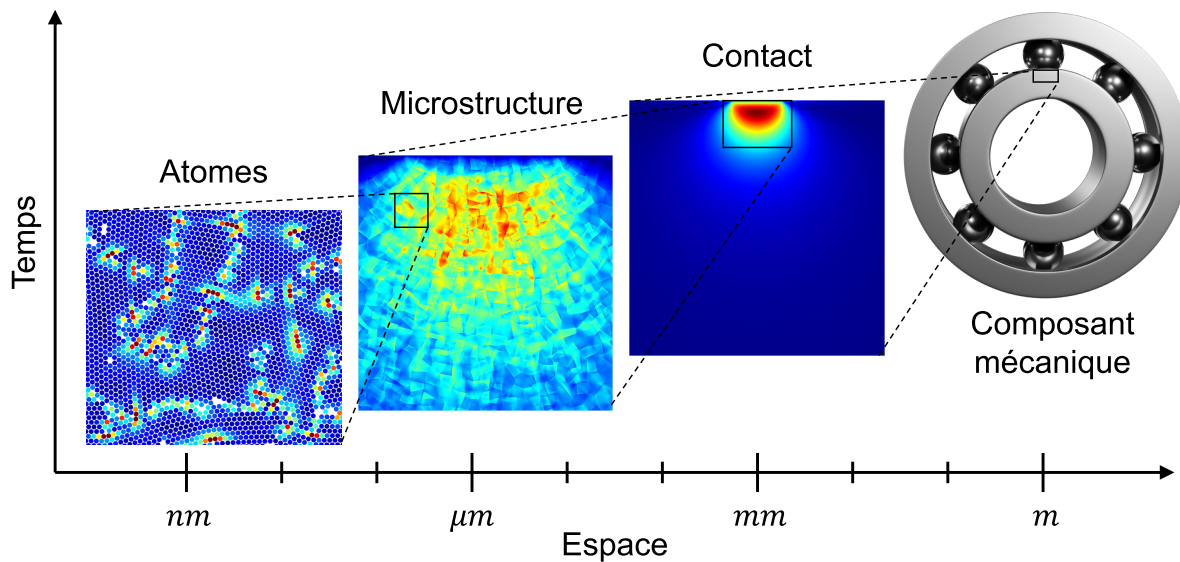 Contact
Microstructure
Atomes
Temps
Composant
mécanique
nm
μm
mm
m
Espace